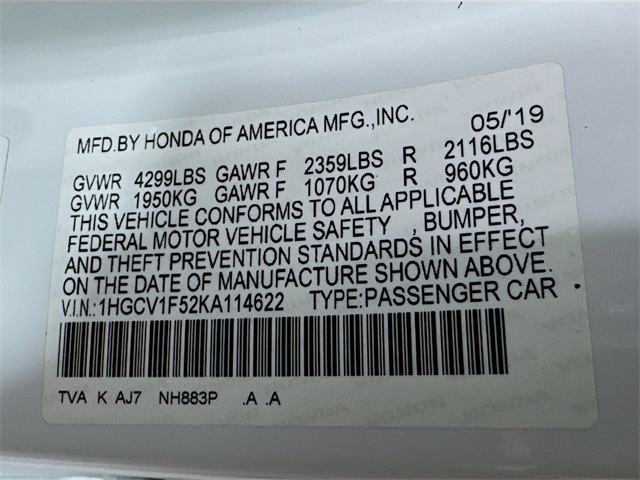 MFD.BY HONDA OF AMERICA MFG.,INC. 05/'19
GVWR 4299LBS GAWR F 2359LBS R 2116LBS
GVWR 1950KG GAWR F 1070KG R 960KG
THIS VEHICLE CONFORMS TO ALL APPLICABLE
FEDERAL MOTOR VEHICLE SAFETY , BUMPER,
AND THEFT PREVENTION STANDARDS IN EFFECT
ON THE DATE OF MANUFACTURE SHOWN ABOVE.
V.I.N.:1HGCV1F52KA114622 TYPE:PASSENGER CAR
TVA K AJ7 NH883P .A .A